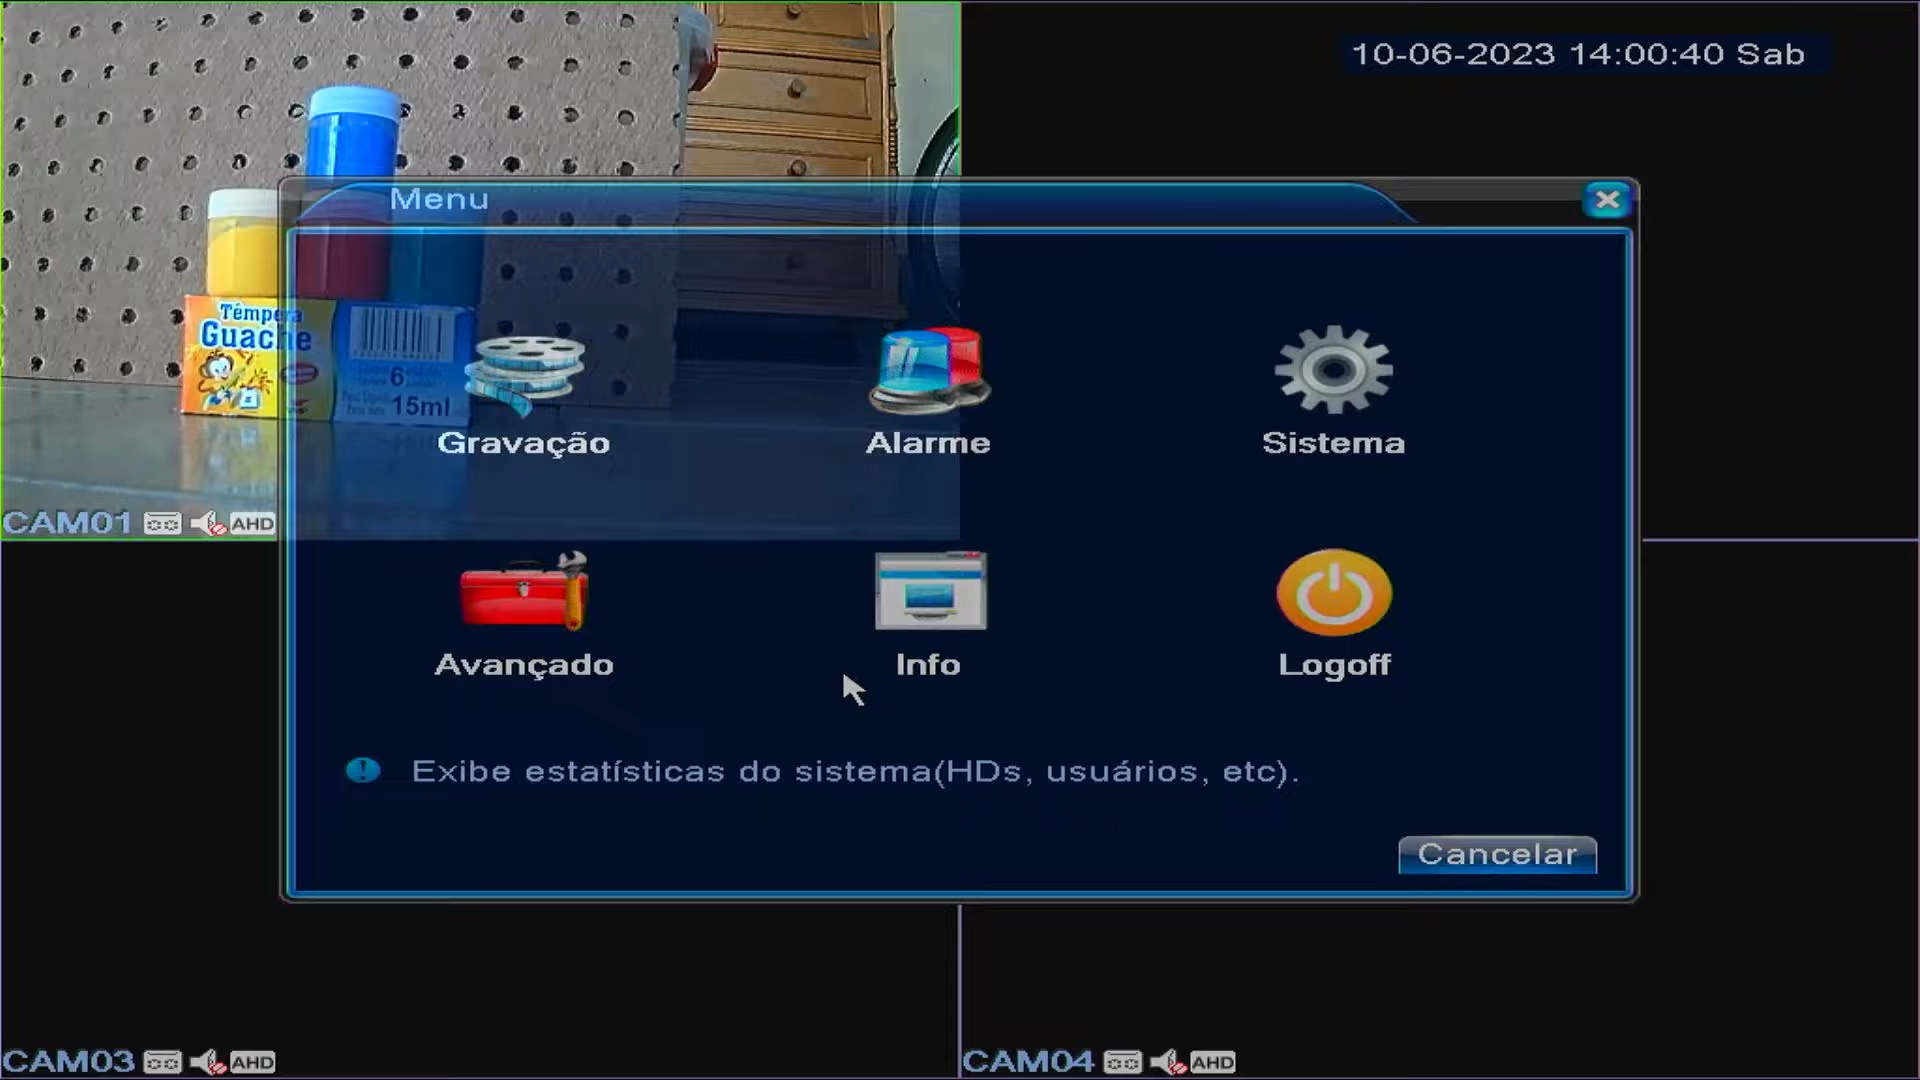 10-06-2023 14:00:40 Sab
Menu
Têmpera
Guache
6
15ml
Gravação
Alarme
Sistema
CAM01 AHD
Avançado
Info
Logoff
Exibe estatísticas do sistema(HDs, usuários, etc).
Cancelar
CAM03 AHD
CAM04 AHD